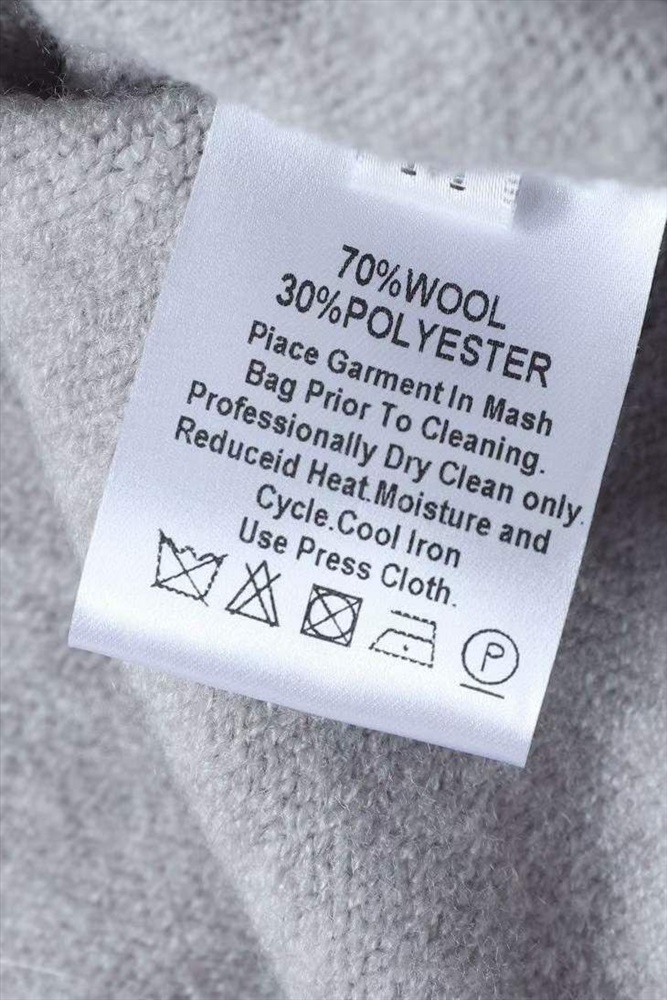 70%WOOL
30%POLYESTER
Piace Garment In Mash
Bag Prior To Cleaning.
Professionally Dry Clean only.
Reduceid Heat.Moisture and
Cycle.Cool Iron
Use Press Cloth.
P